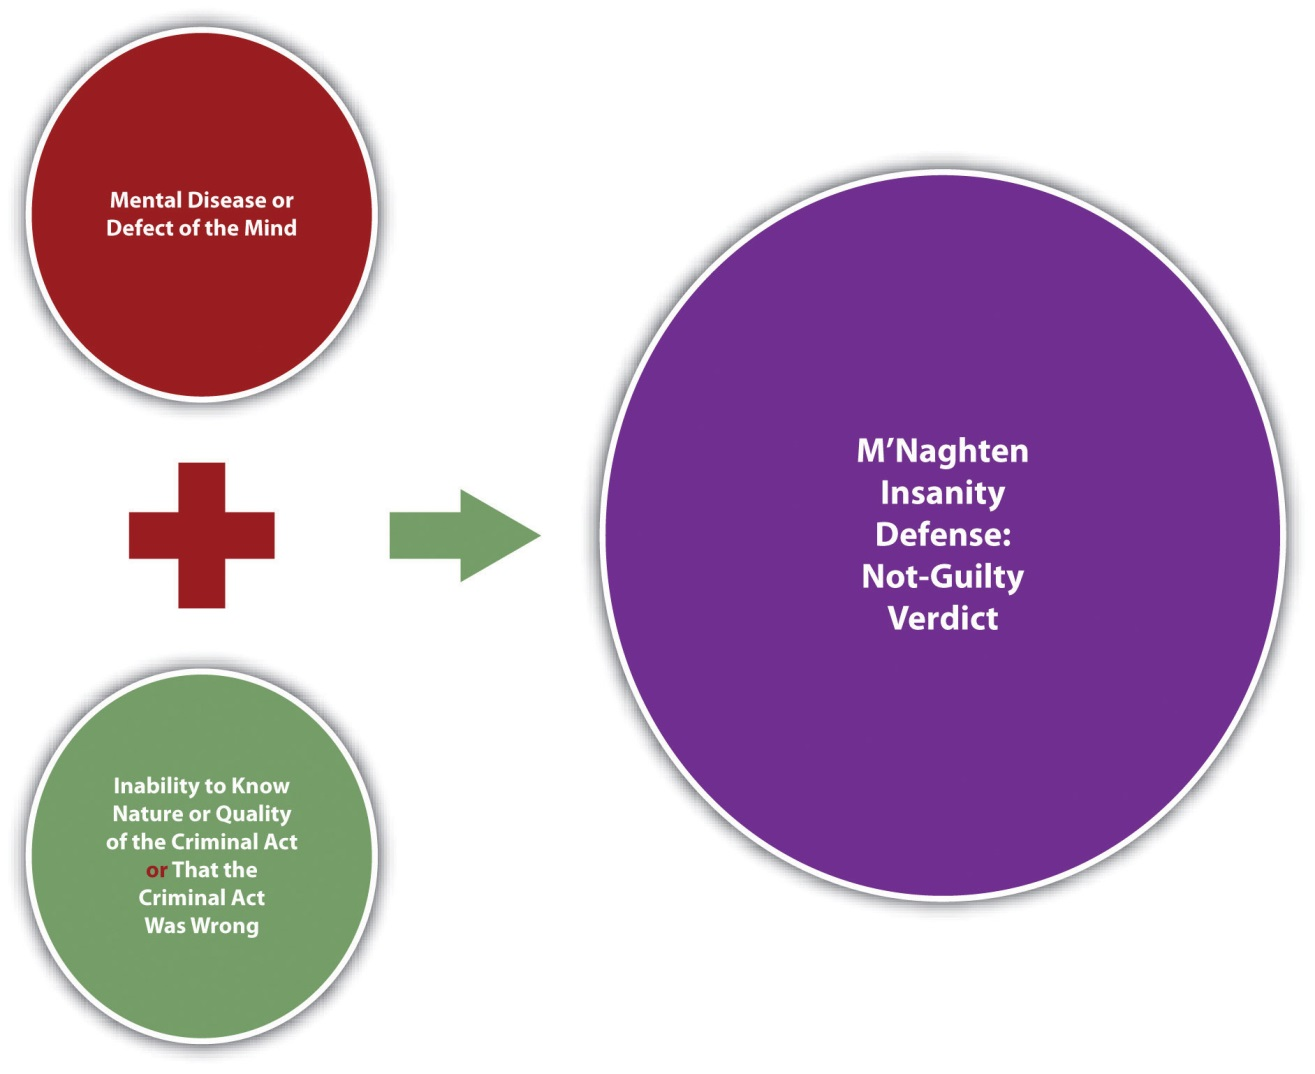 Mental Disease or
Defect of the Mind
Inability to Know
Nature or Quality
of the Criminal Act
or That the
Criminal Act
Was Wrong
M’Naghten
Insanity
Defense:
Not-Guilty
Verdict